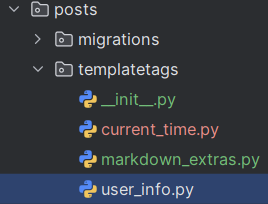 posts
migrations
templatetags
__init__.py
current_time.py
markdown_extras.py
user_info.py